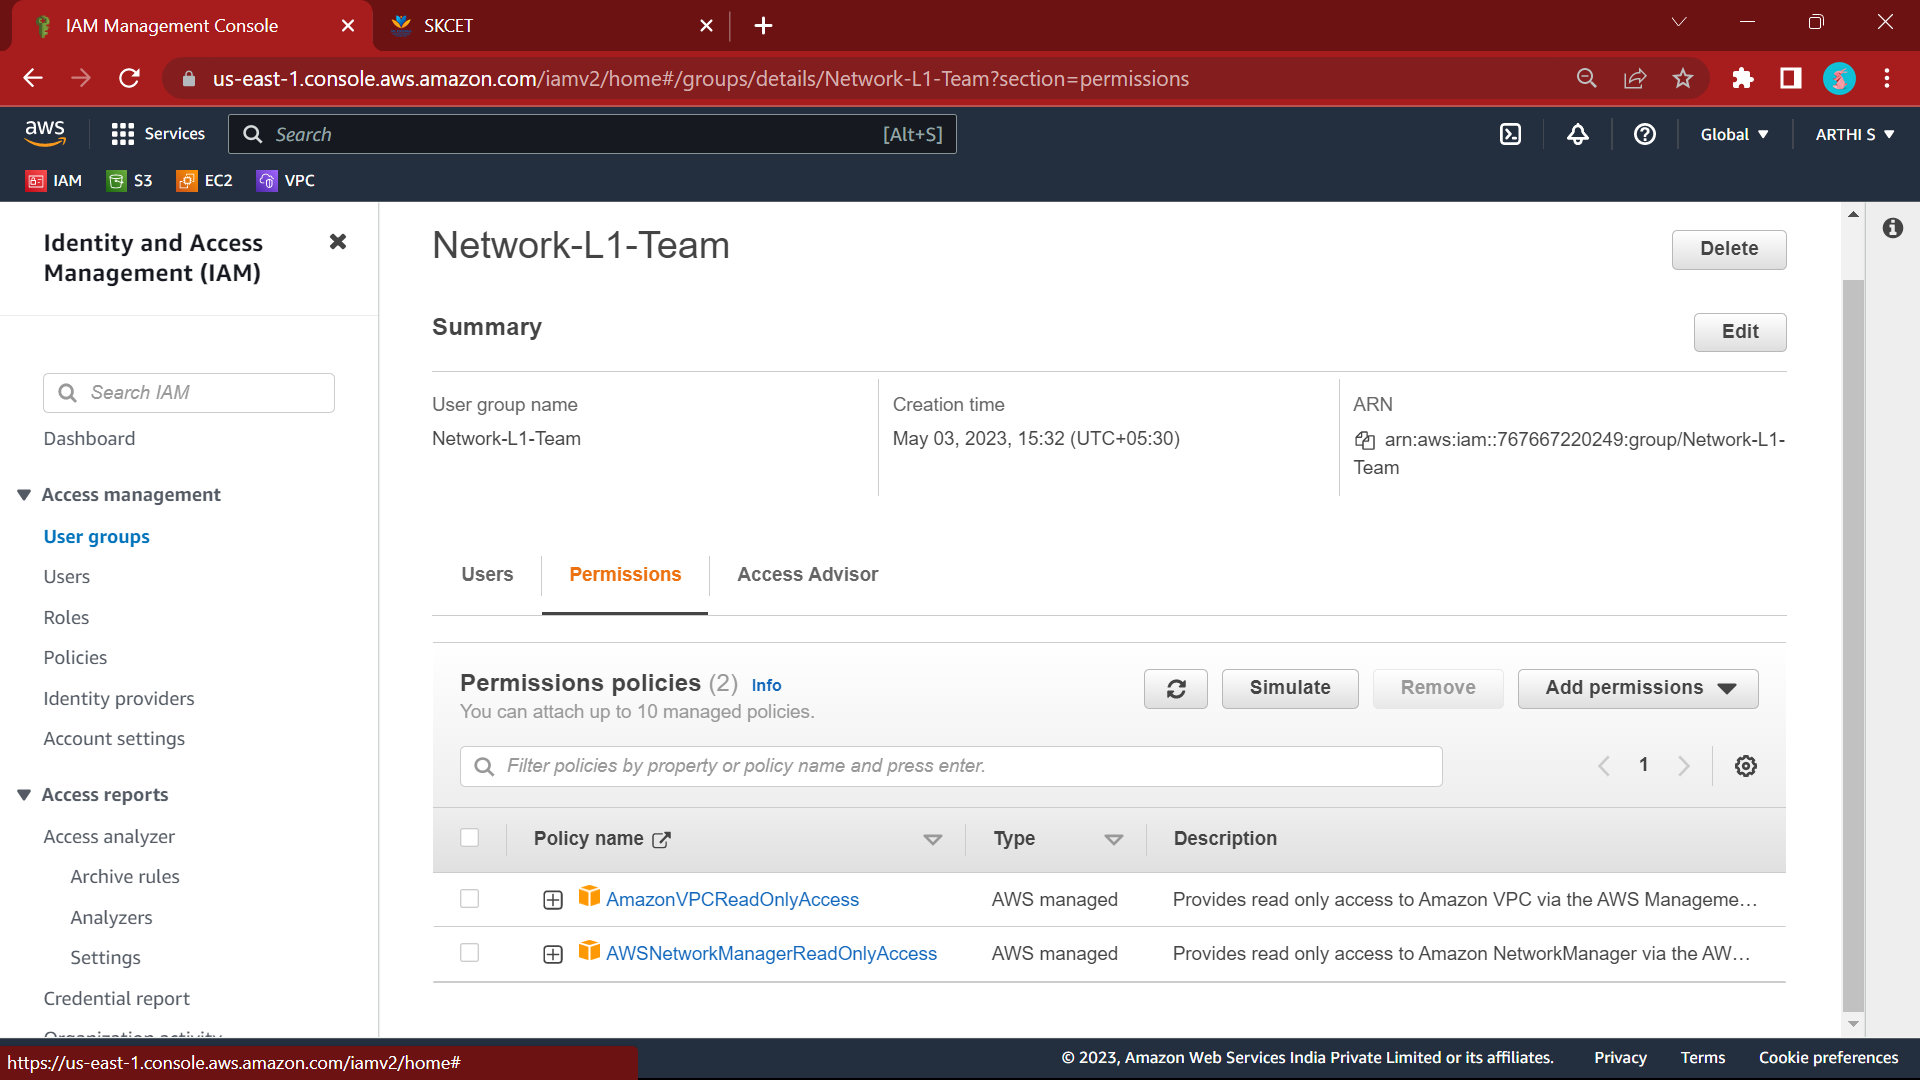 IAM Management Console
SKCET
us-east-1.console.aws.amazon.com/iamv2/home#/groups/details/Network-L1-Team?section=permissions
aws
Services
Search
[Alt+S]
Global
ARTHI S
IAM
S3
EC2
VPC
Identity and Access
Management (IAM)
Search IAM
Dashboard
Access management
User groups
Users
Roles
Policies
Identity providers
Account settings
Access reports
Access analyzer
Archive rules
Analyzers
Settings
Credential report
Organization activity
Network-L1-Team
Delete
Summary
Edit
User group name
Network-L1-Team
Creation time
May 03, 2023, 15:32 (UTC+05:30)
ARN
arn:aws:iam::767667220249:group/Network-L1-
Team
Users
Permissions
Access Advisor
Permissions policies (2) Info
You can attach up to 10 managed policies.
Simulate
Remove
Add permissions
Filter policies by property or policy name and press enter.
1
Policy name
Type
Description
AmazonVPCReadOnlyAccess
AWS managed
Provides read only access to Amazon VPC via the AWS Manageme…
AWSNetworkManagerReadOnlyAccess
AWS managed
Provides read only access to Amazon NetworkManager via the AW…
https://us-east-1.console.aws.amazon.com/iamv2/home#
© 2023, Amazon Web Services India Private Limited or its affiliates.
Privacy
Terms
Cookie preferences